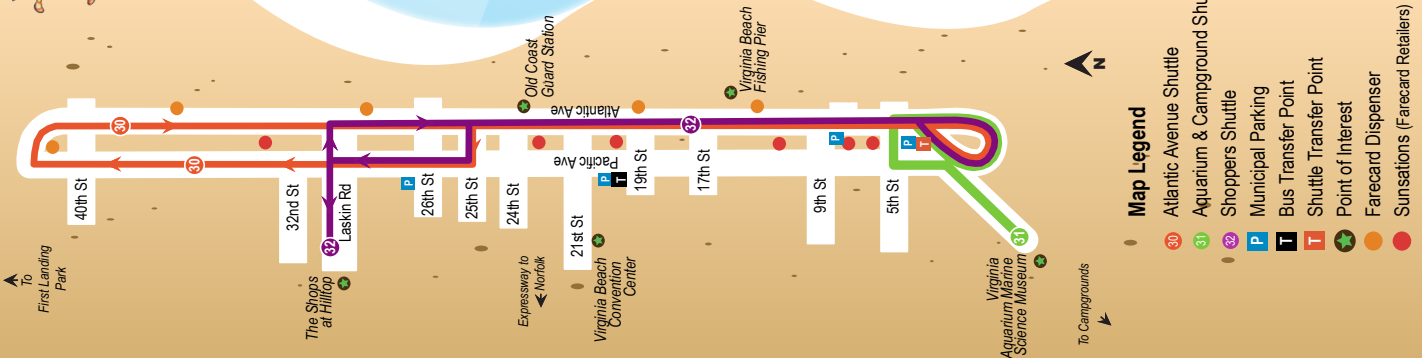 To
First Landing
Park
40th St
30
30
32nd St
Laskin Rd
32
The Shops
at Hilltop
P
26th St
25th St
24th St
Old Coast
Guard Station
Atlantic Ave
Pacific Ave
Expressway to
Norfolk
21st St
Virginia Beach
Convention
Center
P
T
19th St
32
17th St
Virginia Beach
Fishing Pier
P
9th St
5th St
P
T
31
Virginia
Aquarium Marine
Science Museum
To Campgrounds
N
Map Legend
30 Atlantic Avenue Shuttle
31 Aquarium & Campground Shu
32 Shoppers Shuttle
P Municipal Parking
T Bus Transfer Point
T Shuttle Transfer Point
Point of Interest
Farecard Dispenser
Sunsations (Farecard Retailers)